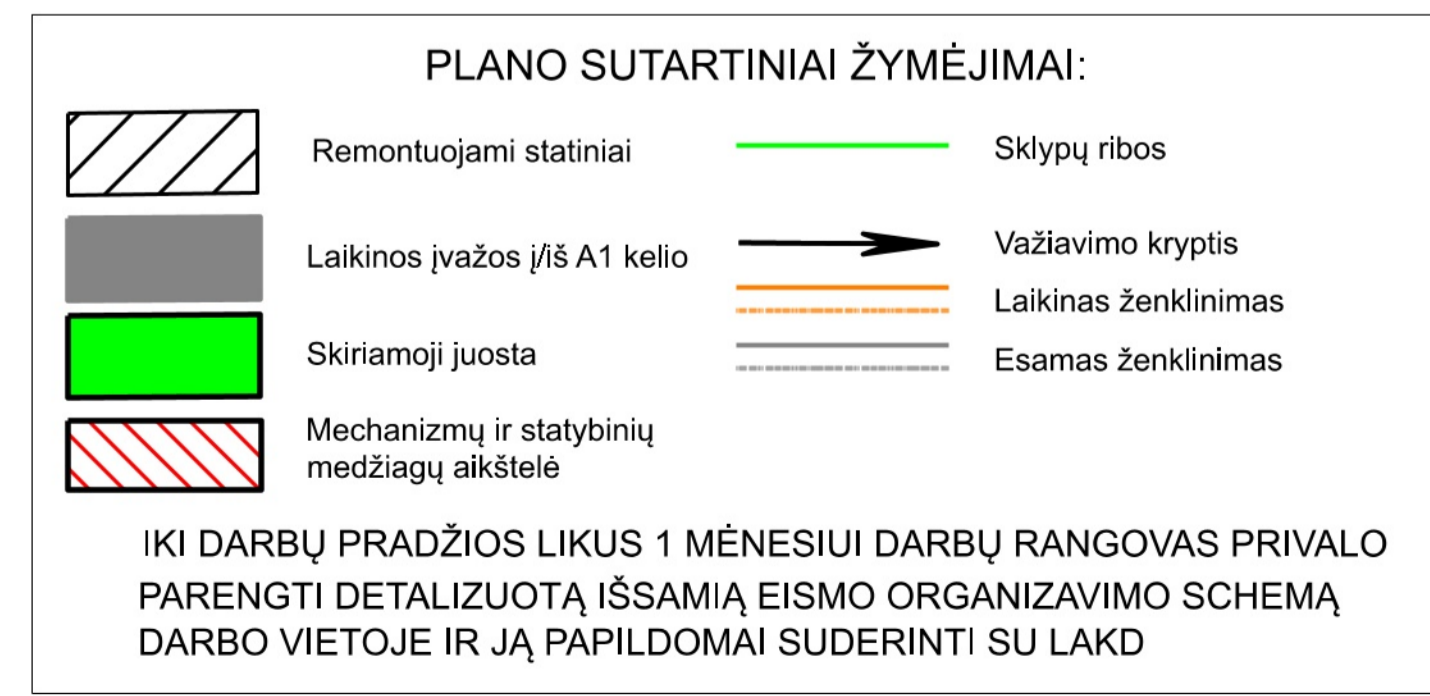 PLANO SUTARTINIAI ŽYMĖJIMAI:
Remontuojami statiniai
Laikinos įvažos į/iš A1 kelio
Skiriamoji juosta
Mechanizmų ir statybinių
medžiagų aikštelė
Sklypų ribos
Važiavimo kryptis
Laikinas ženklinimas
Esamas ženklinimas
IKI DARBŲ PRADŽIOS LIKUS 1 MĖNESIUI DARBŲ RANGOVAS PRIVALO
PARENGTI DETALIZUOTĄ IŠSAMIĄ EISMO ORGANIZAVIMO SCHEMĄ
DARBO VIETOJE IR JĄ PAPILDOMAI SUDERINTI SU LAKD